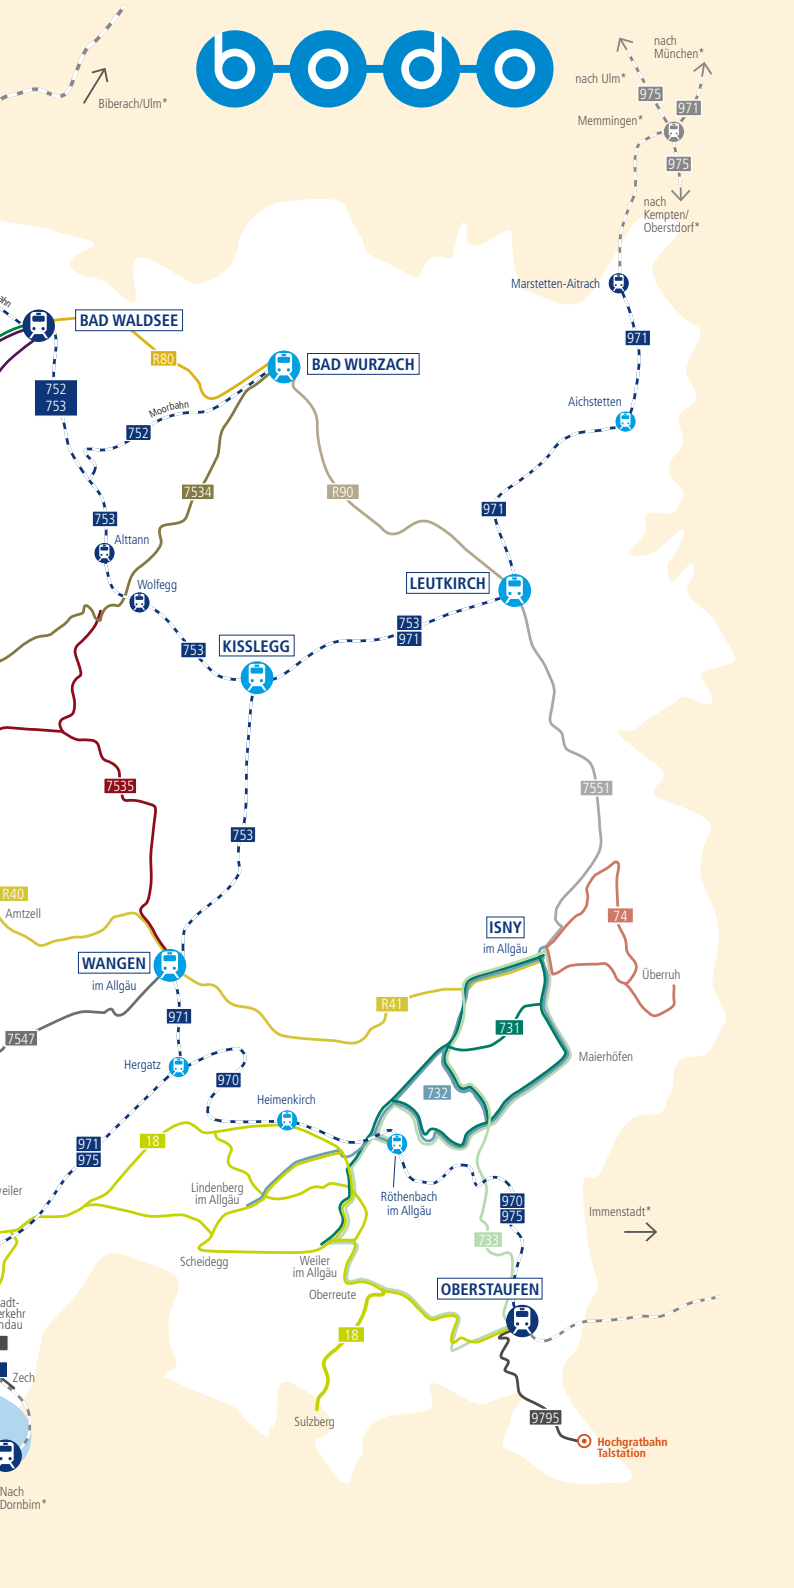 bodo
nach
München*
nach Ulm*
975
971
Biberach/Ulm*
Memmingen*
975
nach
Kempten/
Oberstdorf*
Marstetten-Aitrach
BAD WALDSEE
971
R80
BAD WURZACH
752
753
Aichstetten
Moorbahn
752
7534
R90
971
753
Alttann
Wolfegg
LEUTKIRCH
753
971
KISSLEGG
753
7535
7551
753
R40
Amtzell
74
ISNY
im Allgäu
WANGEN
im Allgäu
Überruh
R41
971
731
7547
Maierhöfen
Hergatz
970
732
Heimenkirch
18
971
975
Lindenberg
im Allgäu
Röthenbach
im Allgäu
970
975
Immenstadt*
733
Scheidegg
Weiler
im Allgäu
Oberreute
OBERSTAUFEN
18
Zech
9795
Sulzberg
Hochgratbahn
Talstation
Nach
Dornbirn*